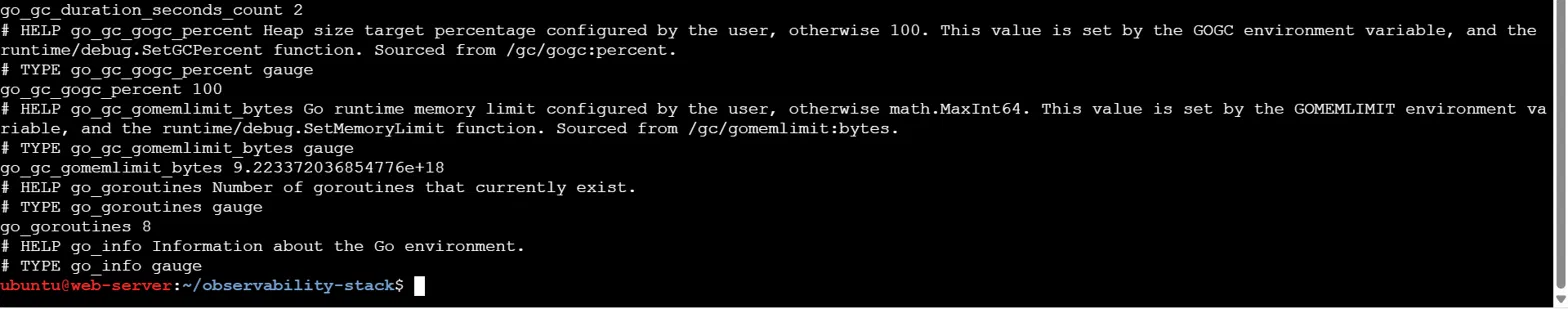 go_gc_duration_seconds_count 2
# HELP go_gc_gogc_percent Heap size target percentage configured by the user, otherwise 100. This value is set by the GOGC environment variable, and the
runtime/debug.SetGCPercent function. Sourced from /gc/gogc:percent.
# TYPE go_gc_gogc_percent gauge
go_gc_gogc_percent 100
# HELP go_gc_gomemlimit_bytes Go runtime memory limit configured by the user, otherwise math.MaxInt64. This value is set by the GOMEMLIMIT environment va
riable, and the runtime/debug.SetMemoryLimit function. Sourced from /gc/gomemlimit:bytes.
# TYPE go_gc_gomemlimit_bytes gauge
go_gc_gomemlimit_bytes 9.223372036854776e+18
# HELP go_goroutines Number of goroutines that currently exist.
# TYPE go_goroutines gauge
go_goroutines 8
# HELP go_info Information about the Go environment.
# TYPE go_info gauge
ubuntu@web-server:~/observability-stack$